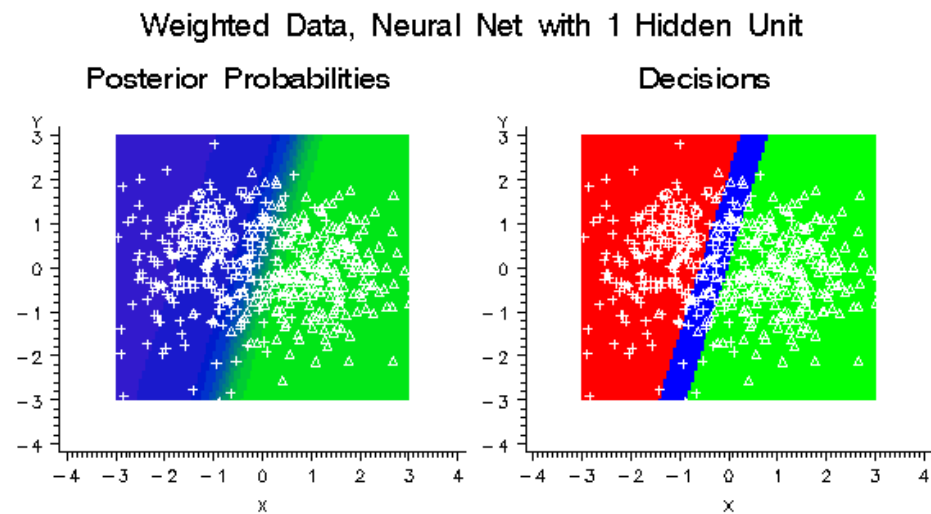 Weighted Data, Neural Net with 1 Hidden Unit
Posterior Probabilities
Decisions
Y
3
2
1
0
-1
-2
-3
-4
-4 -3 -2 -1 0 1 2 3 4
X
Y
3
2
1
0
-1
-2
-3
-4
-4 -3 -2 -1 0 1 2 3 4
X